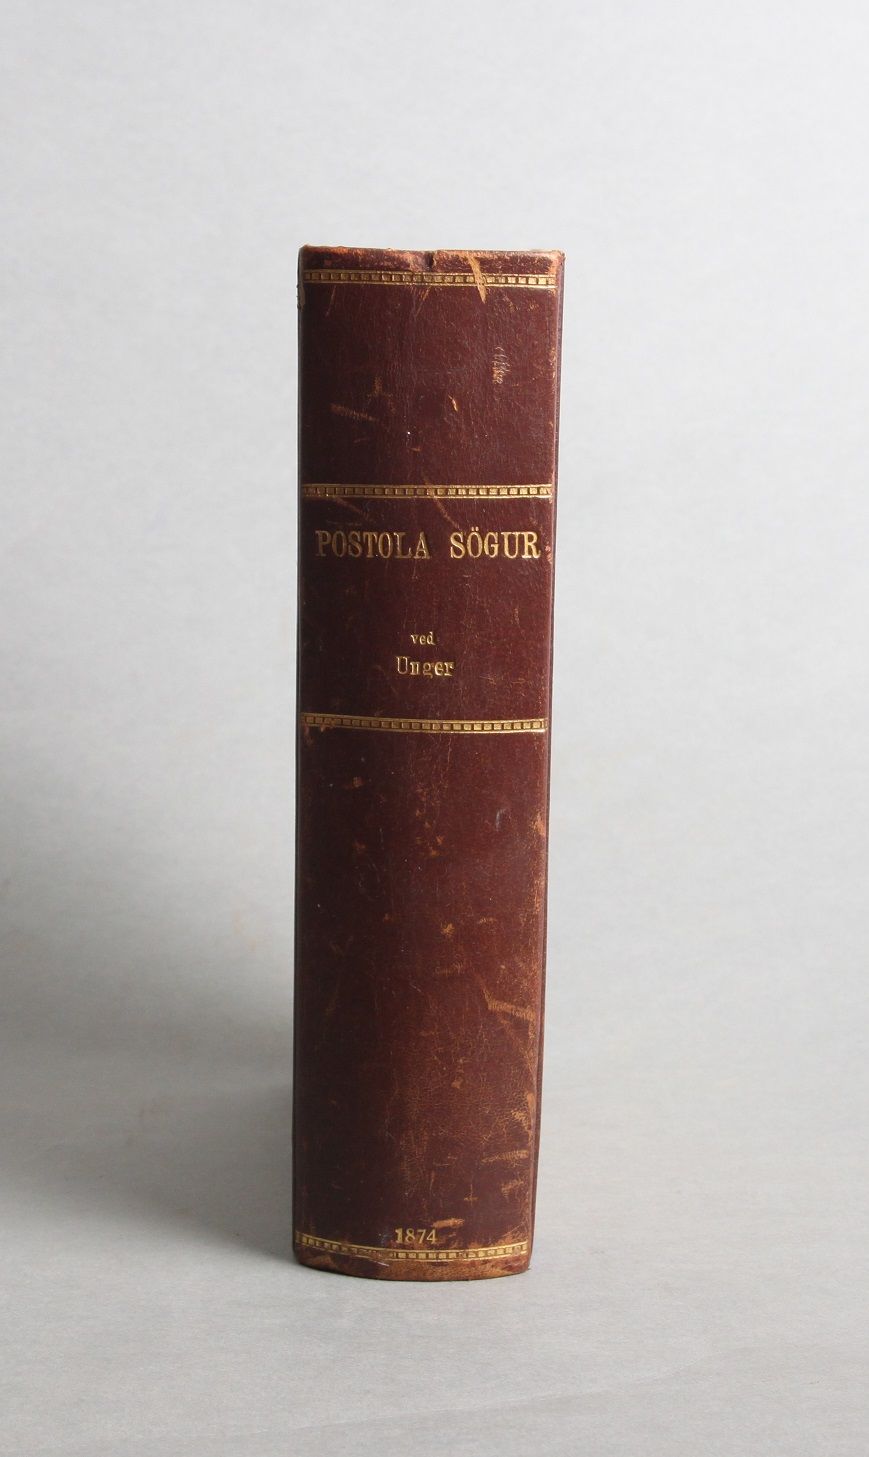 POSTOLA SÖGUR
ved
Unger
1874